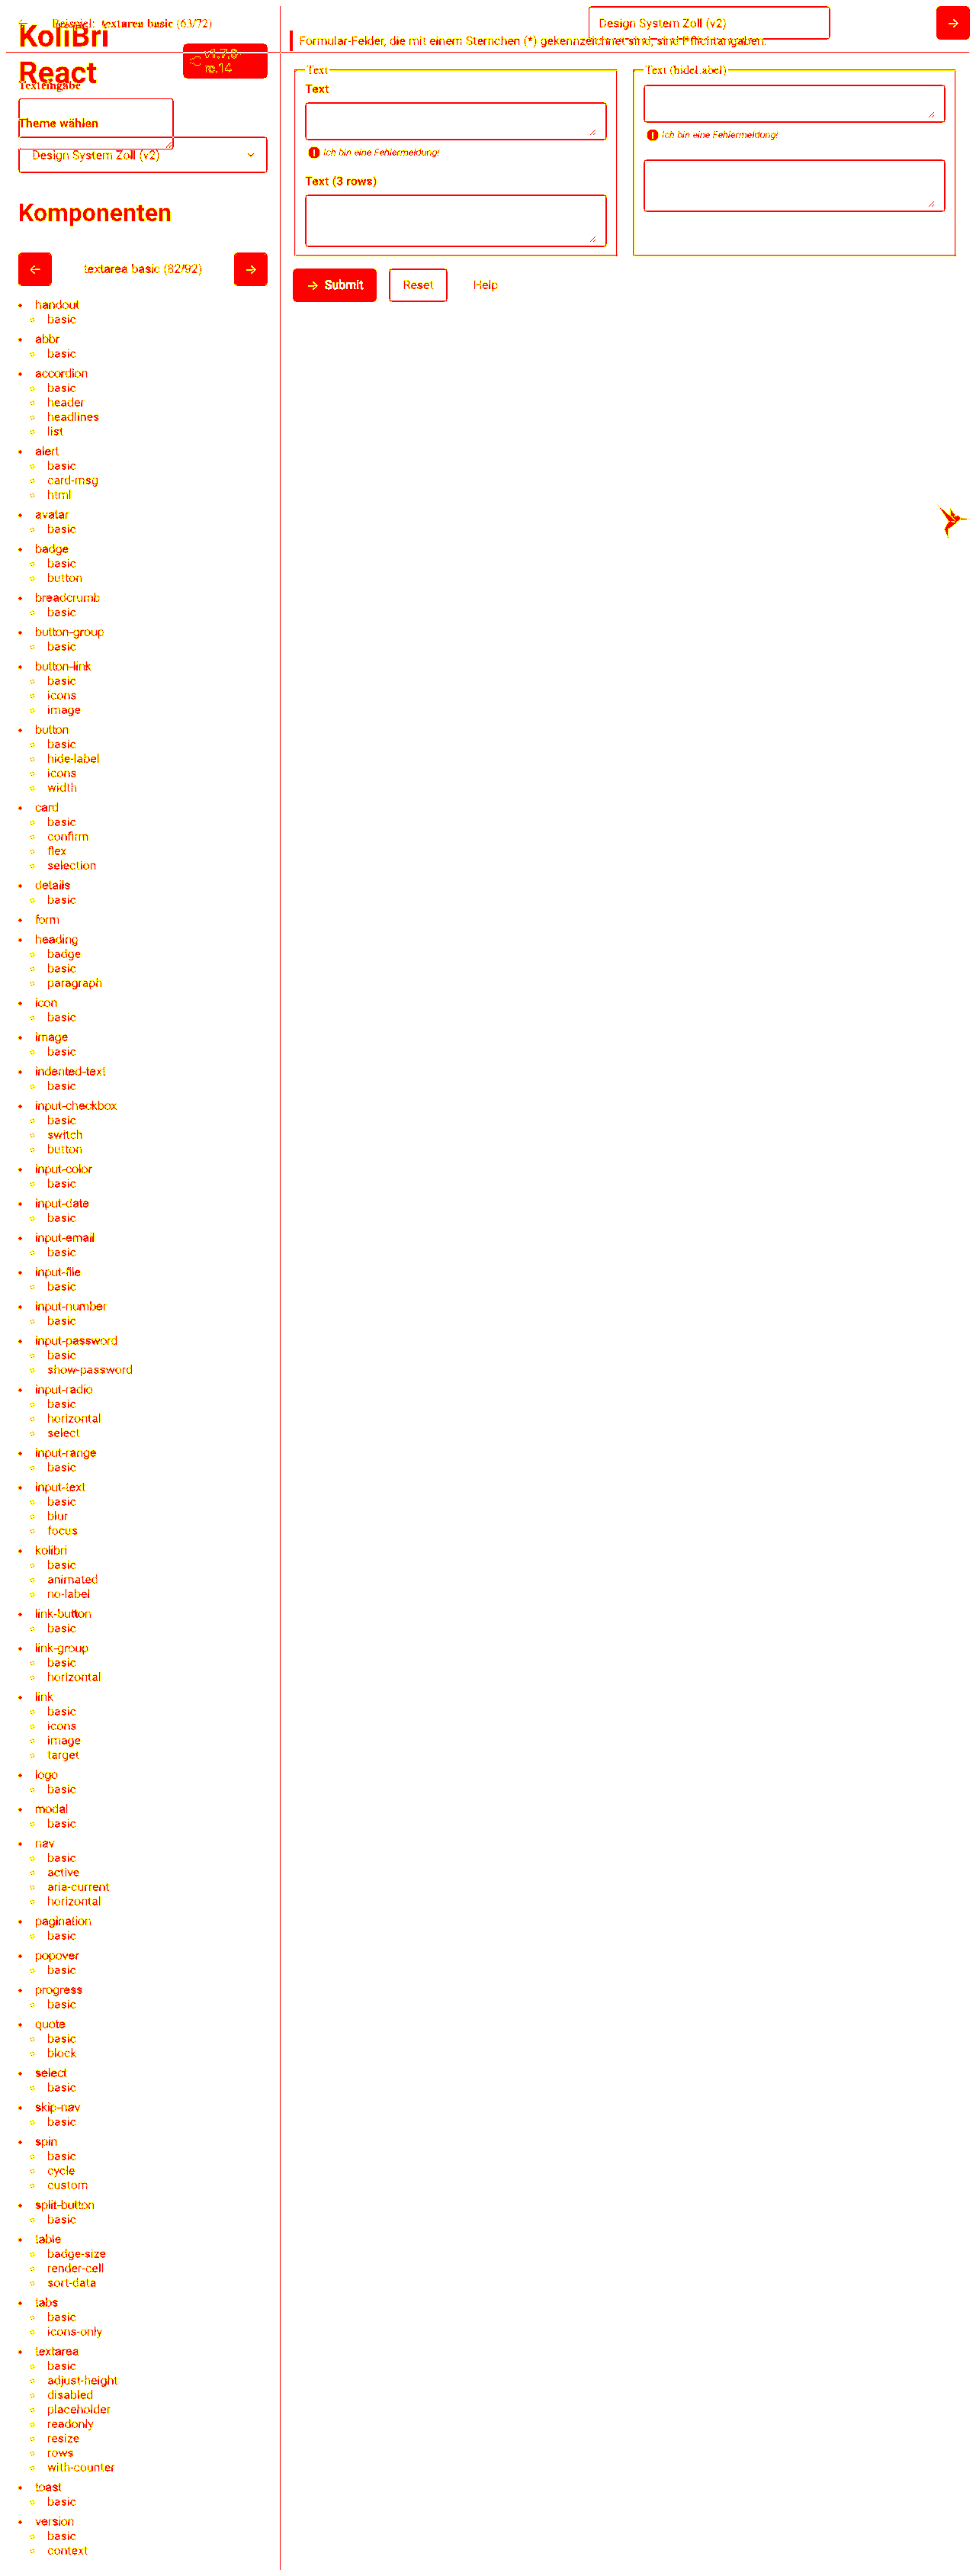 Beispiel: textarea basic (63/72)
Design System Zoll (v2)
KoliBri
React
v1.7.0-
rc.14
Texteingabe
Theme wählen
Design System Zoll (v2)
Komponenten
textarea basic (82/92)
handout
basic
abbr
basic
accordion
basic
header
headlines
list
alert
basic
card-msg
html
avatar
basic
badge
basic
button
breadcrumb
basic
button-group
basic
button-link
basic
icons
image
button
basic
hide-label
icons
width
card
basic
confirm
flex
selection
details
basic
form
heading
badge
basic
paragraph
icon
basic
image
basic
indented-text
basic
input-checkbox
basic
switch
button
input-color
basic
input-date
basic
input-email
basic
input-file
basic
input-number
basic
input-password
basic
show-password
input-radio
basic
horizontal
select
input-range
basic
input-text
basic
blur
focus
kolibri
basic
animated
no-label
link-button
basic
link-group
basic
horizontal
link
basic
icons
image
target
logo
basic
modal
basic
nav
basic
active
aria-current
horizontal
pagination
basic
popover
basic
progress
basic
quote
basic
block
select
basic
skip-nav
basic
spin
basic
cycle
custom
split-button
basic
table
badge-size
render-cell
sort-data
tabs
basic
icons-only
textarea
basic
adjust-height
disabled
placeholder
readonly
resize
rows
with-counter
toast
basic
version
basic
context
Formular-Felder, die mit einem Sternchen (*) gekennzeichnet sind, sind Pflichtangaben.
Text
Text
Ich bin eine Fehlermeldung!
Text (3 rows)
Text (hideLabel)
Ich bin eine Fehlermeldung!
Submit
Reset
Help